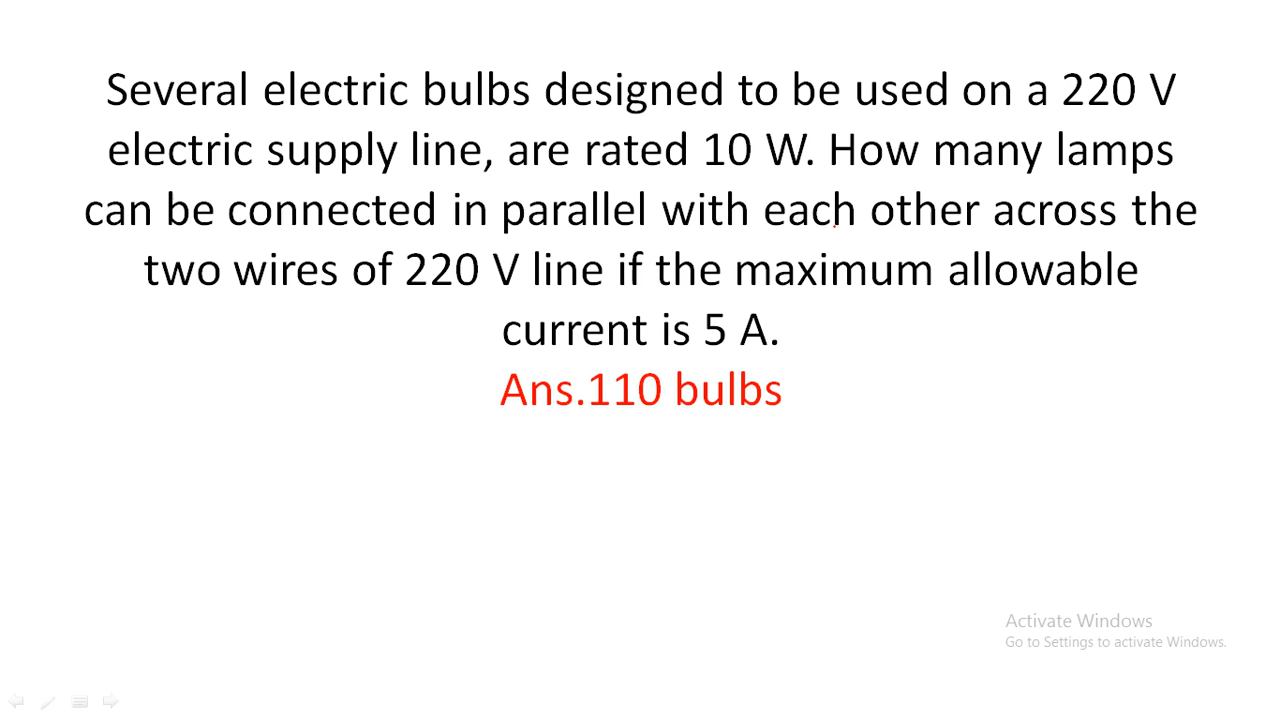 Several electric bulbs designed to be used on a 220 V
electric supply line, are rated 10 W. How many lamps
can be connected in parallel with each other across the
two wires of 220 V line if the maximum allowable
current is 5 A.
Ans.110 bulbs
Activate Windows
Go to Settings to activate Windows.